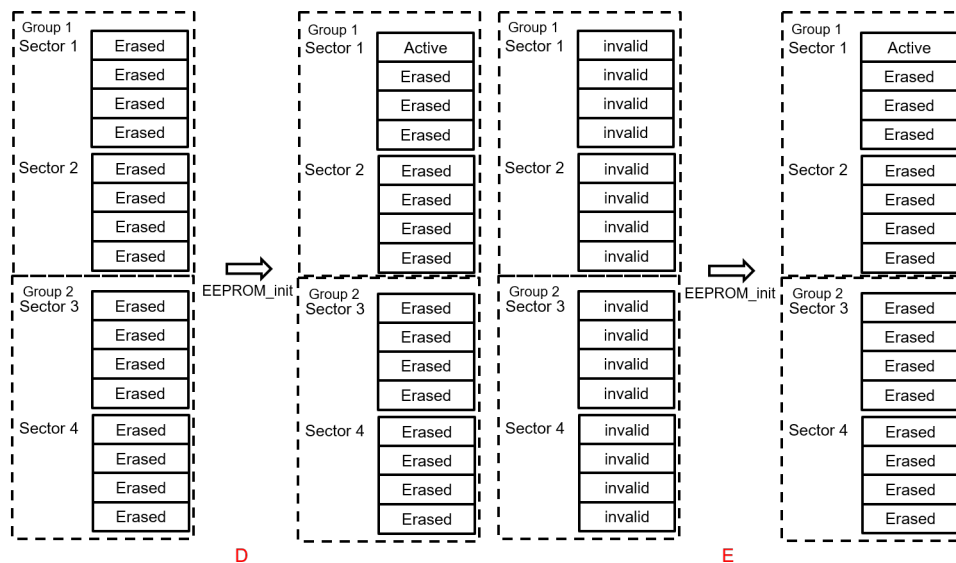 Group 1
Sector 1
Erased
Erased
Erased
Erased
Sector 2
Erased
Erased
Erased
Erased
Group 2
Sector 3
Erased
Erased
Erased
Erased
Sector 4
Erased
Erased
Erased
Erased
EEPROM_init
Group 1
Sector 1
Active
Erased
Erased
Erased
Sector 2
Erased
Erased
Erased
Erased
Group 2
Sector 3
Erased
Erased
Erased
Erased
Sector 4
Erased
Erased
Erased
Erased
D
Group 1
Sector 1
invalid
invalid
invalid
invalid
Sector 2
invalid
invalid
invalid
invalid
Group 2
Sector 3
invalid
invalid
invalid
invalid
Sector 4
invalid
invalid
invalid
invalid
EEPROM_init
Group 1
Sector 1
Active
Erased
Erased
Erased
Sector 2
Erased
Erased
Erased
Erased
Group 2
Sector 3
Erased
Erased
Erased
Erased
Sector 4
Erased
Erased
Erased
Erased
E